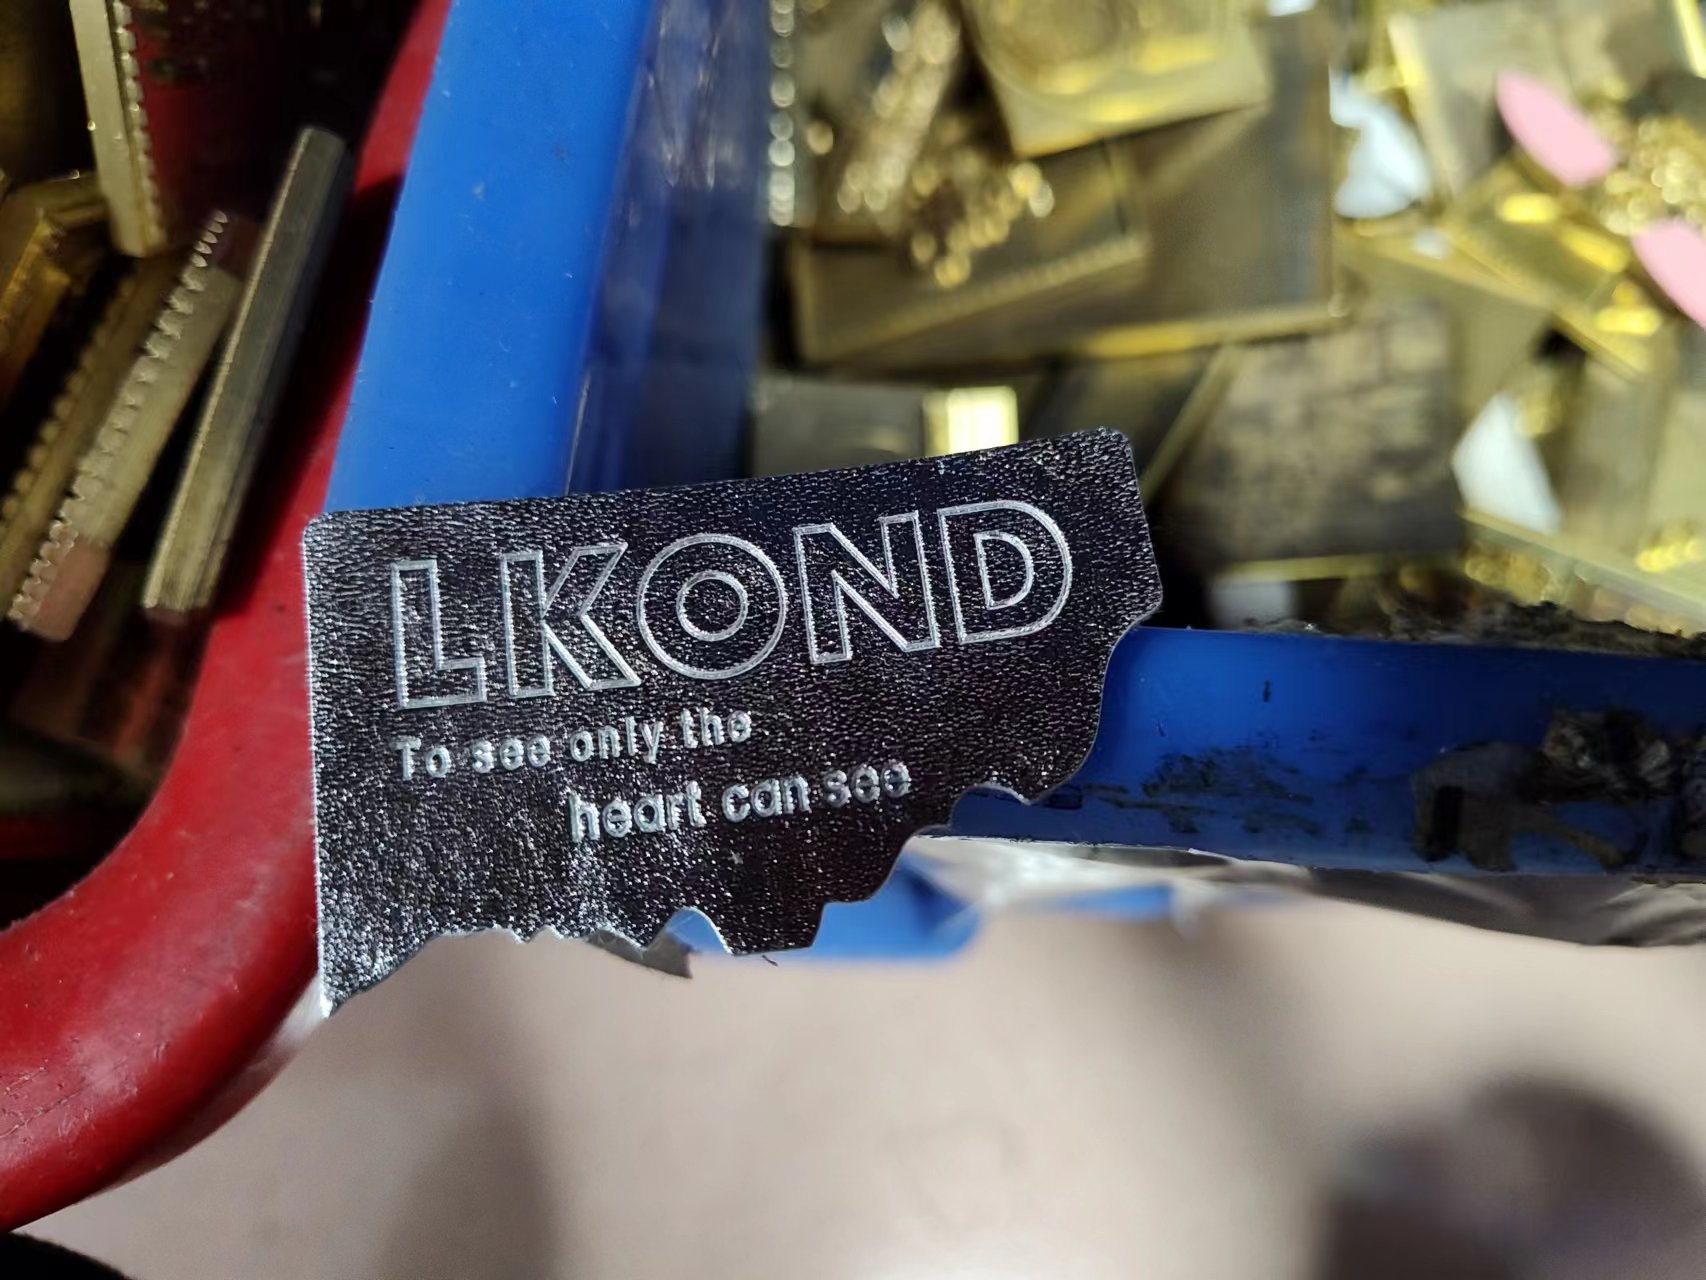 LKOND
To see only the
heart can see